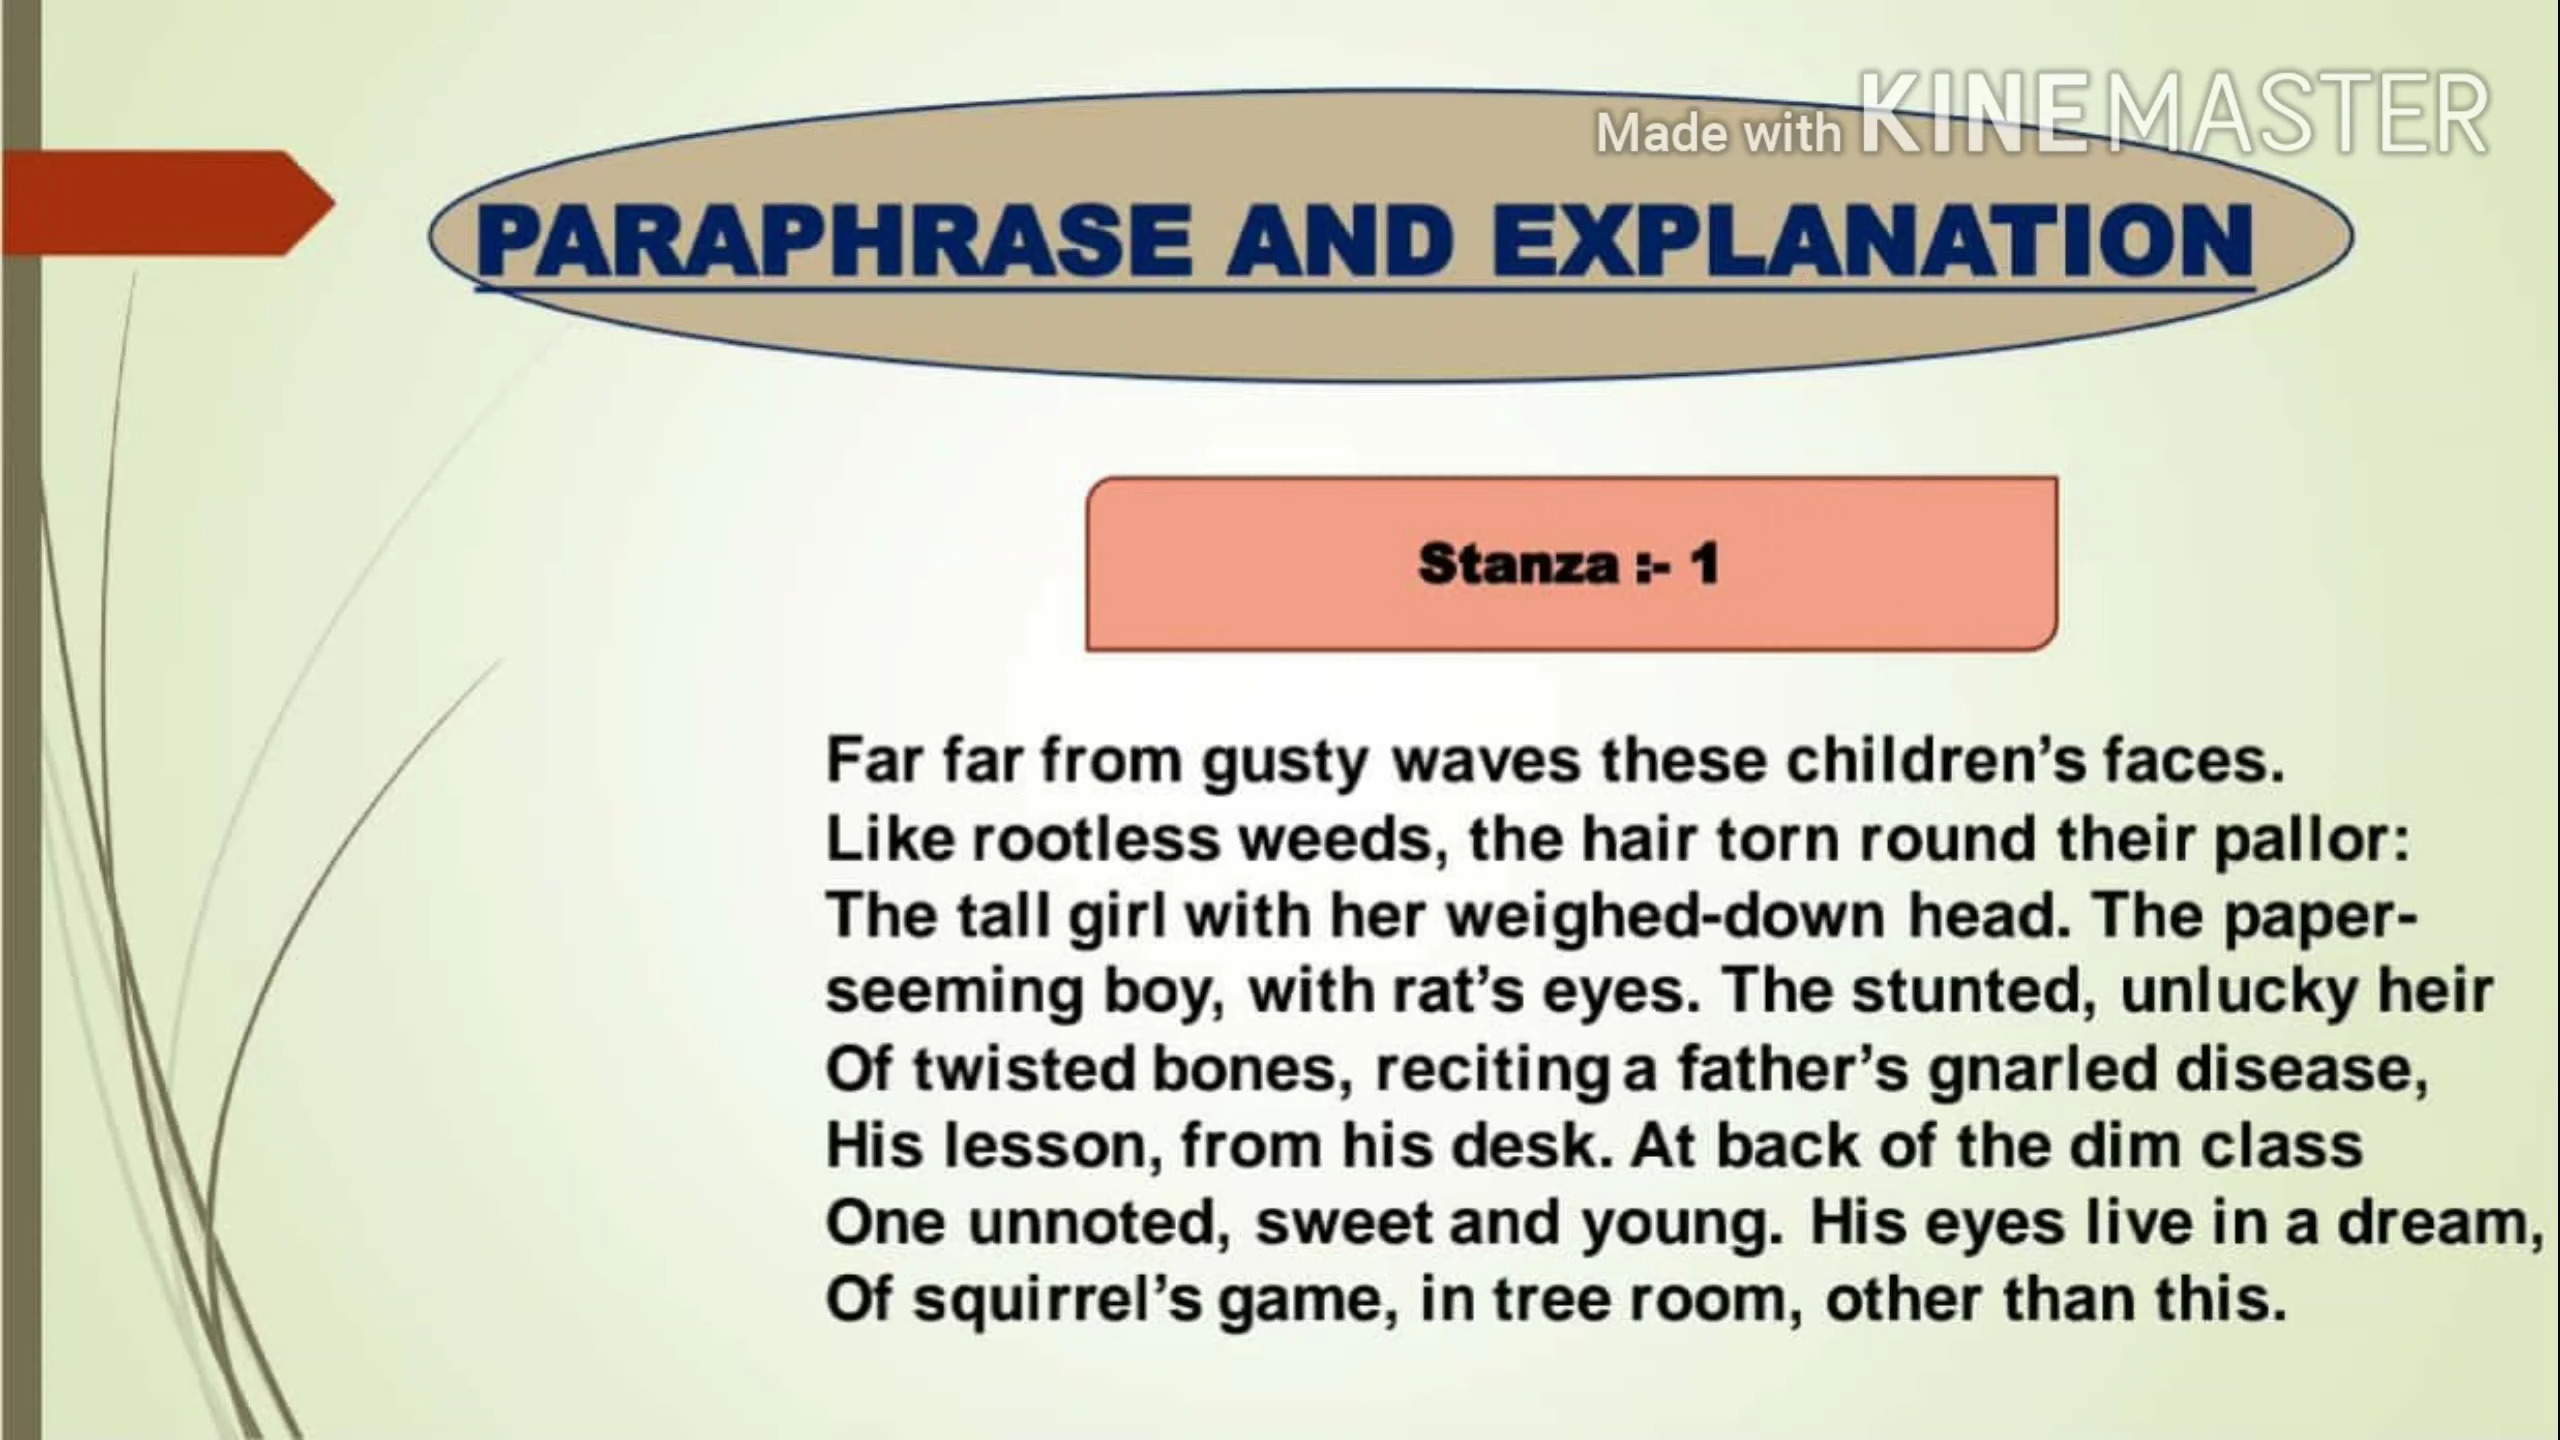 Made with KINEMASTER
PARAPHRASE AND EXPLANATION
Stanza :- 1
Far far from gusty waves these children’s faces.
Like rootless weeds, the hair torn round their pallor:
The tall girl with her weighed-down head. The paper-
seeming boy, with rat’s eyes. The stunted, unlucky heir
Of twisted bones, reciting a father’s gnarled disease,
His lesson, from his desk. At back of the dim class
One unnoted, sweet and young. His eyes live in a dream,
Of squirrel’s game, in tree room, other than this.